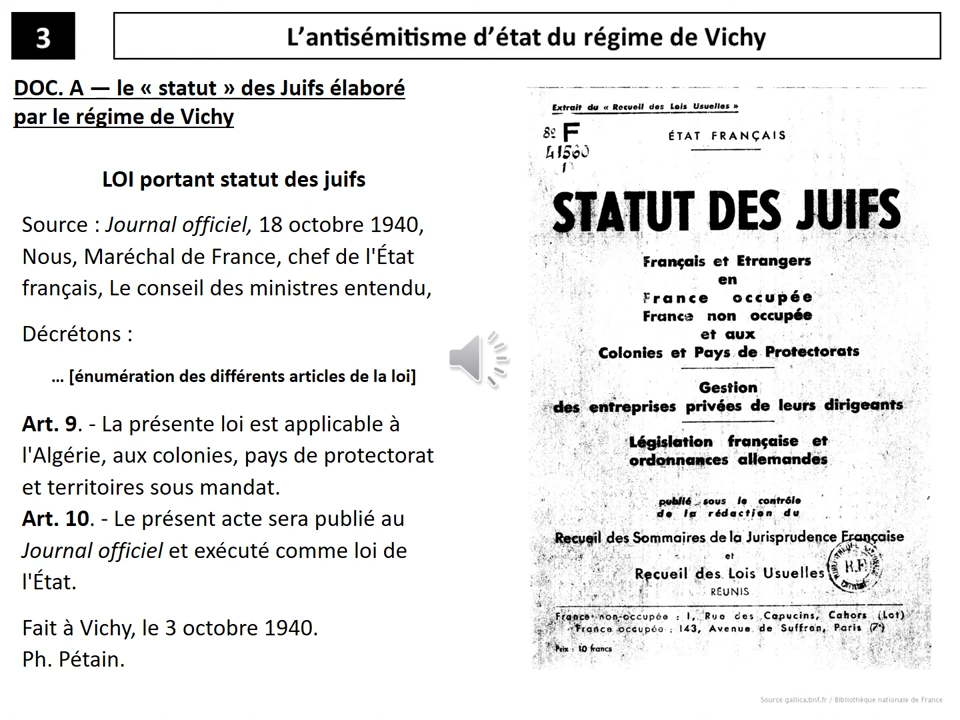 3
L’antisémitisme d’état du régime de Vichy
DOC. A — le « statut » des Juifs élaboré
par le régime de Vichy
LOI portant statut des juifs
Source : Journal officiel, 18 octobre 1940,
Nous, Maréchal de France, chef de l'État
français, Le conseil des ministres entendu,
Décrétons :
… [énumération des différents articles de la loi]
Art. 9. - La présente loi est applicable à
l'Algérie, aux colonies, pays de protectorat
et territoires sous mandat.
Art. 10. - Le présent acte sera publié au
Journal officiel et exécuté comme loi de
l'État.
Fait à Vichy, le 3 octobre 1940.
Ph. Pétain.
Extrait du « Recueil des Lois Usuelles »
8º F
41560
1
ÉTAT FRANÇAIS
STATUT DES JUIFS
Français et Etrangers
en
France occupée
France non occupée
et aux
Colonies et Pays de Protectorats
Gestion
des entreprises privées de leurs dirigeants
Législation française et
ordonnances allemandes
publié sous le contrôle
de la rédaction du
Recueil des Sommaires de la Jurisprudence Française
et
Recueil des Lois Usuelles
RÉUNIS
R.F.
France non-occupée : 1, Rue des Capucins, Cahors (Lot)
France occupée : 143, Avenue de Suffren, Paris (7e)
Prix : 10 francs
Source gallica.bnf.fr / Bibliothèque nationale de France